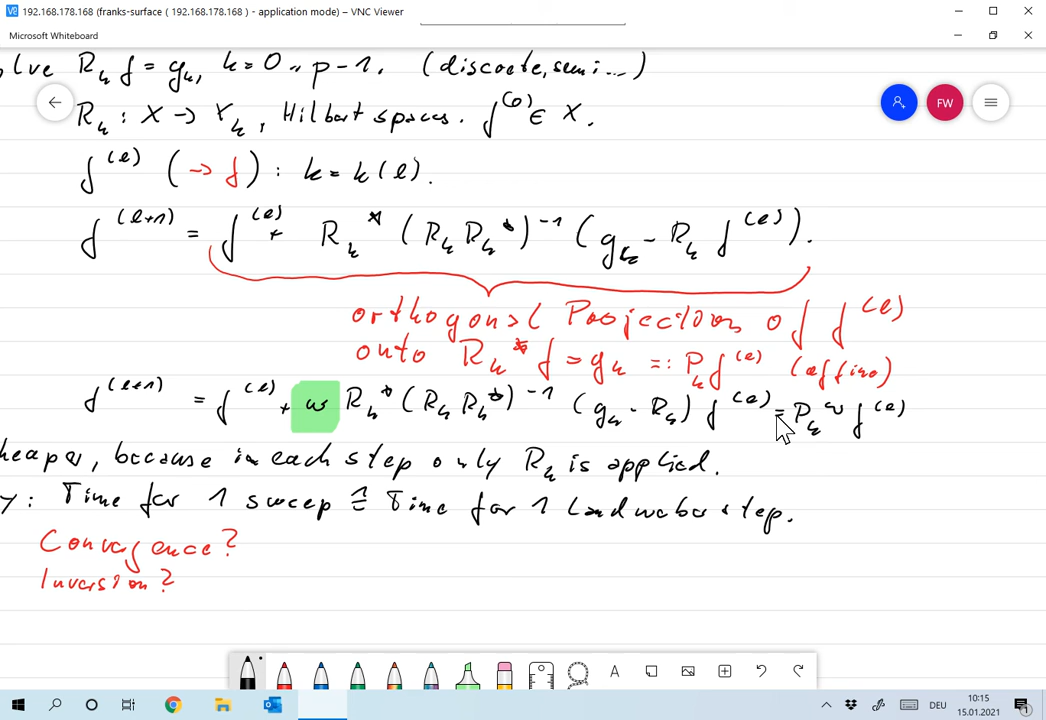 192.168.178.168 (franks-surface ( 192.168.178.168 ) - application mode) – VNC Viewer
Microsoft Whiteboard
lve R_k f = g_k, k = 0 .. p-1. (discrete, semi...)
R_k : X → Y_k, Hilbert spaces. f^(0) ∈ X.
FW
f^(l) (→ f) : k = k(l).
f^(l+1) = f^(l) + R_k^* (R_k R_k^*)^-1 (g_k - R_k f^(l)).
orthogonal Projection of f^(l)
onto R_k^* f = g_k =: P_k f^(l) (affine)
f^(l+1) = f^(l) + ω R_k^* (R_k R_k^*)^-1 (g_k - R_k) f^(l) = P_k^ω f^(l)
heaper, because in each step only R_k is applied.
y: Time for 1 sweep ≙ Time for 1 Landweber step.
Convergence?
Inversion?
A
DEU
10:15
15.01.2021
1